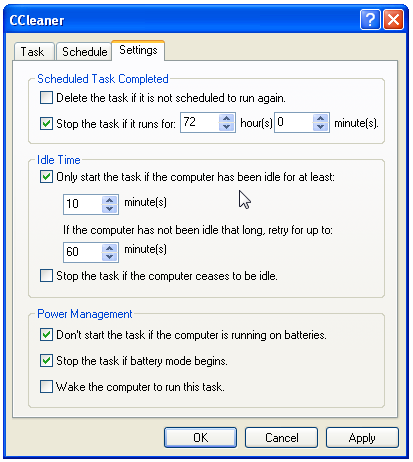 CCleaner
Task Schedule Settings
Scheduled Task Completed
Delete the task if it is not scheduled to run again.
Stop the task if it runs for: 72 hour(s) 0 minute(s).
Idle Time
Only start the task if the computer has been idle for at least:
10 minute(s)
If the computer has not been idle that long, retry for up to:
60 minute(s)
Stop the task if the computer ceases to be idle.
Power Management
Don't start the task if the computer is running on batteries.
Stop the task if battery mode begins.
Wake the computer to run this task.
OK Cancel Apply